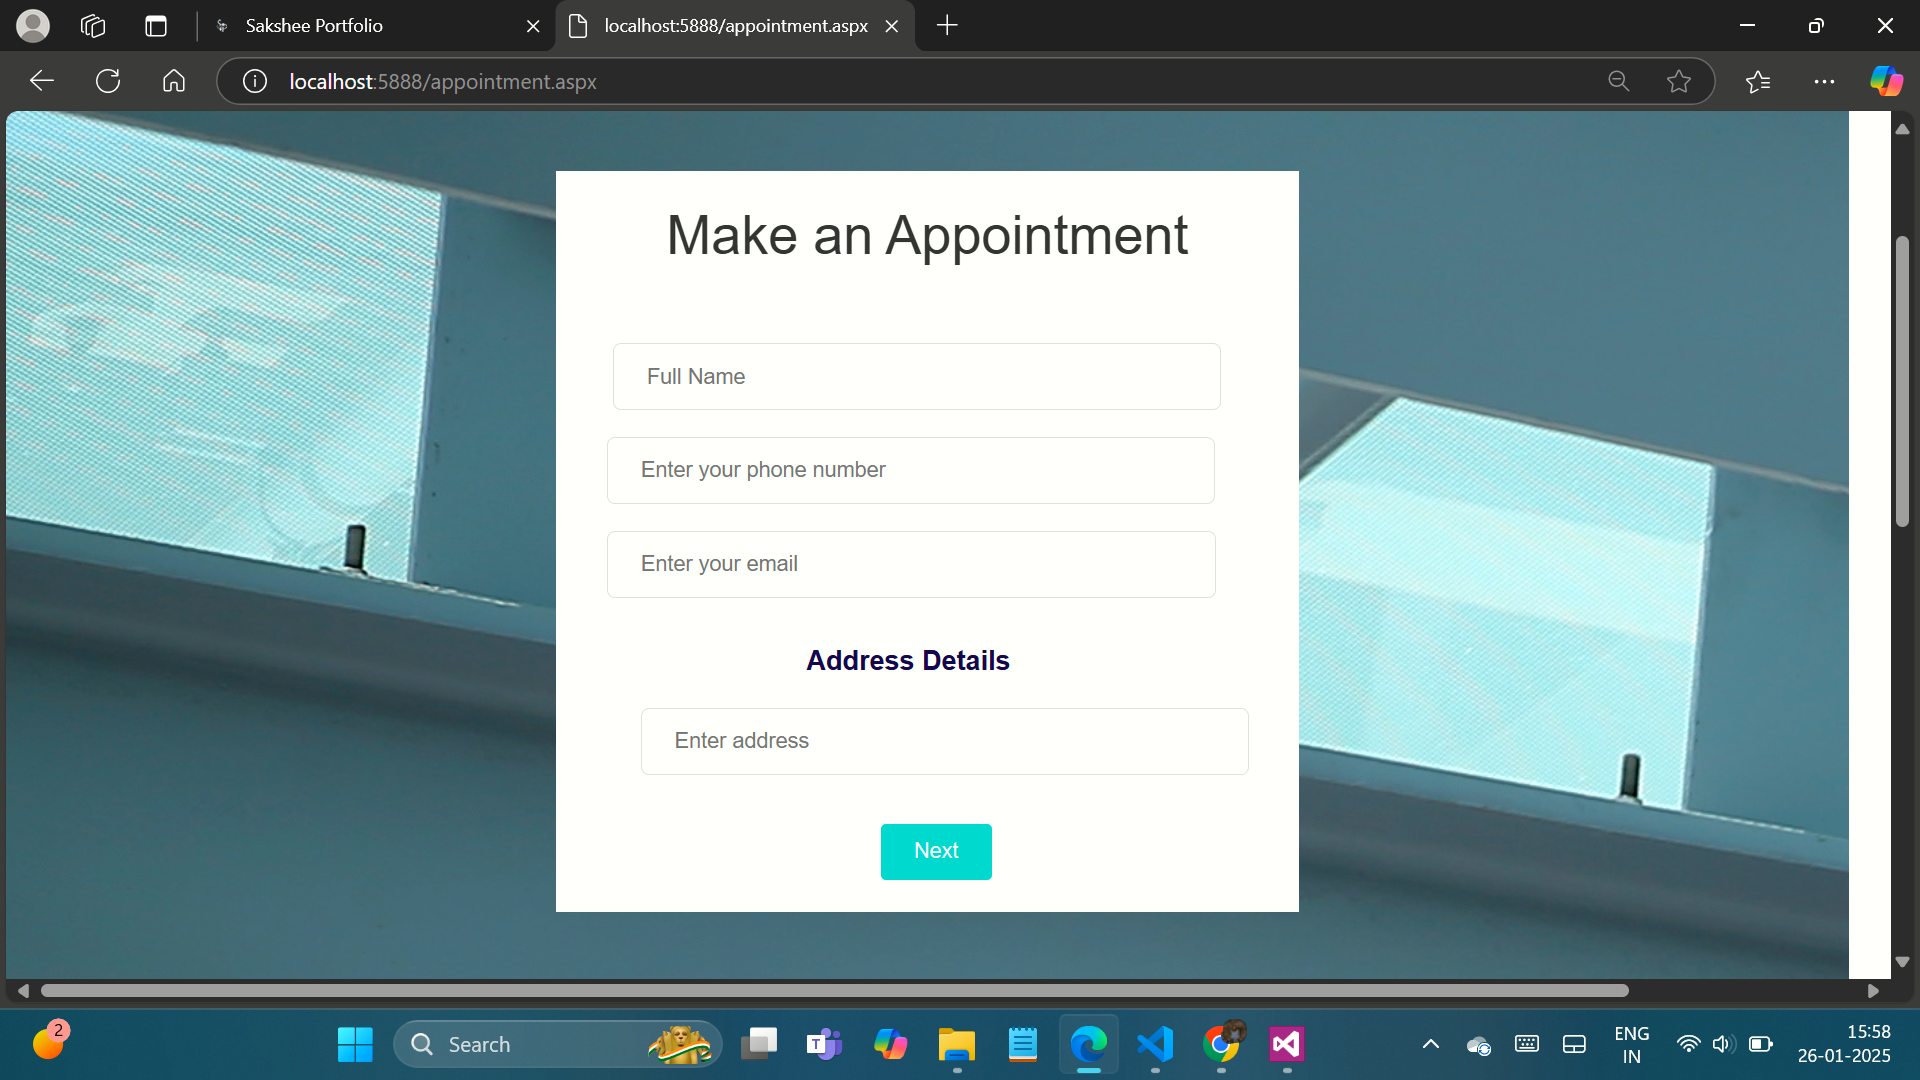 Sakshee Portfolio
localhost:5888/appointment.aspx
localhost:5888/appointment.aspx
Make an Appointment
Full Name
Enter your phone number
Enter your email
Address Details
Enter address
Next
2
Search
T
ENG
IN
15:58
26-01-2025